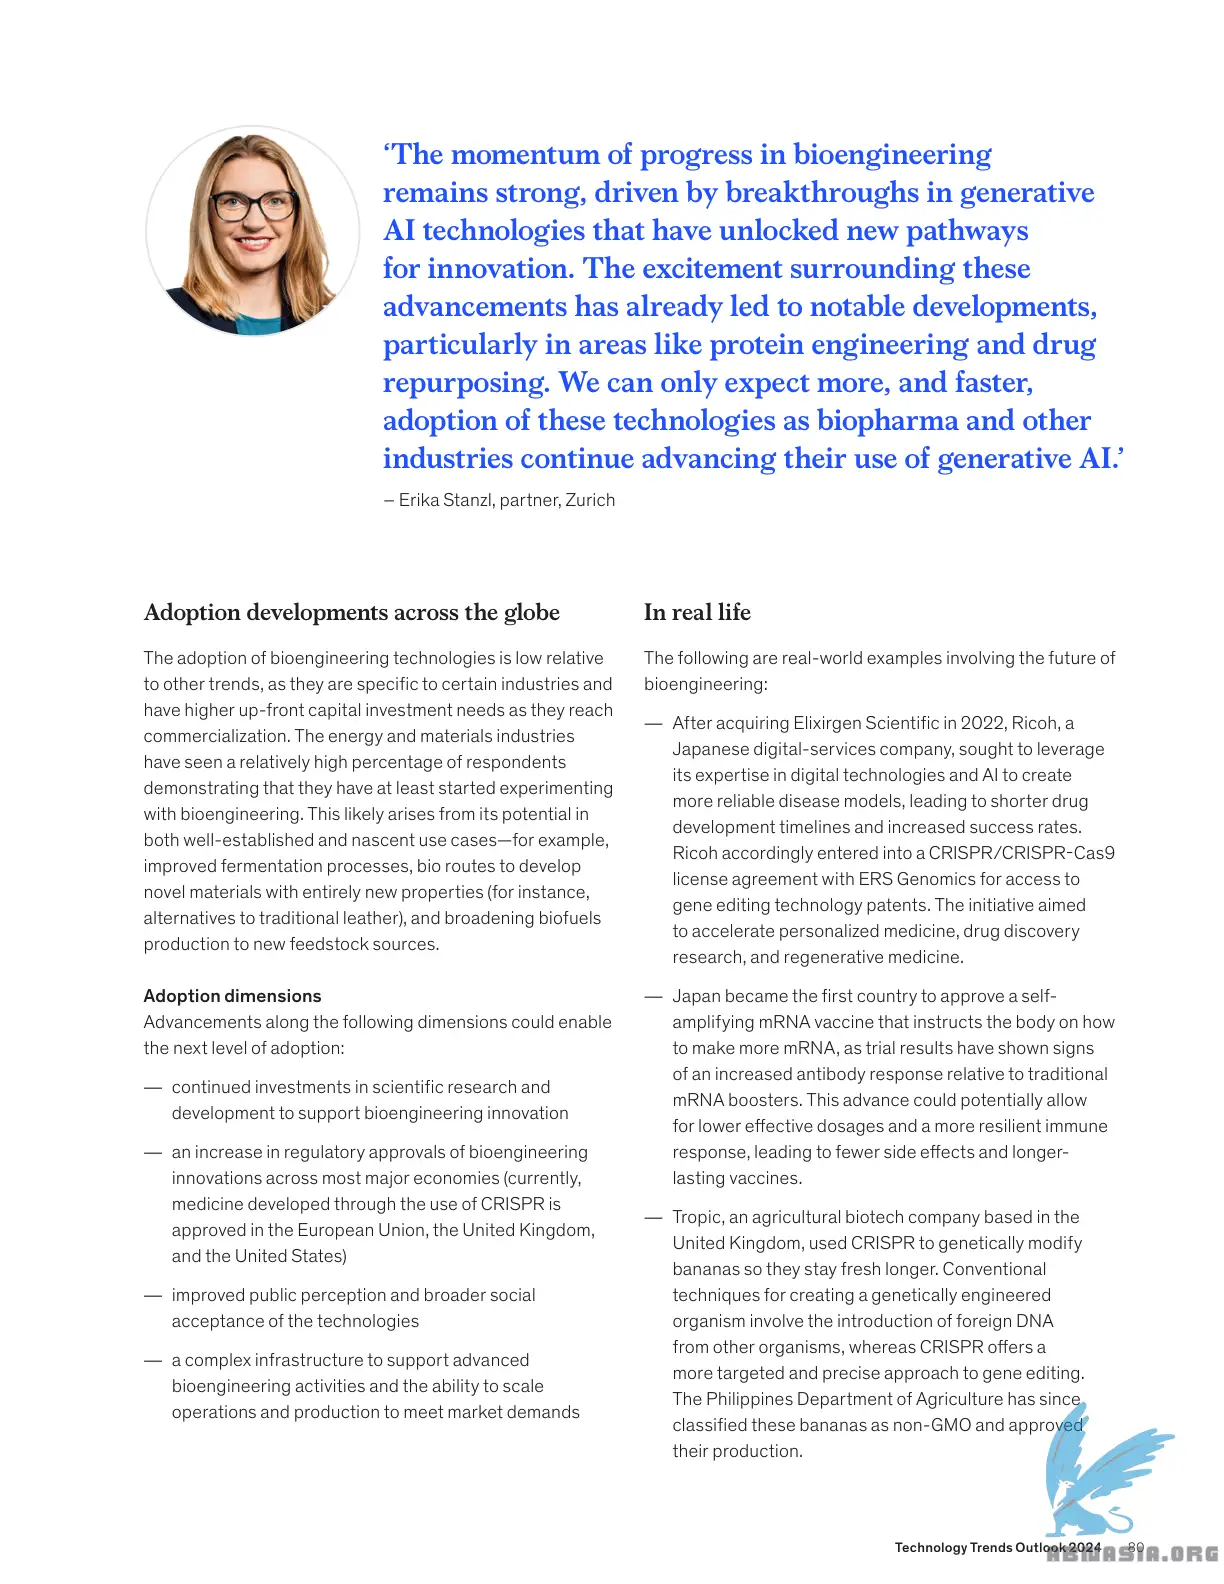 ‘The momentum of progress in bioengineering
remains strong, driven by breakthroughs in generative
AI technologies that have unlocked new pathways
for innovation. The excitement surrounding these
advancements has already led to notable developments,
particularly in areas like protein engineering and drug
repurposing. We can only expect more, and faster,
adoption of these technologies as biopharma and other
industries continue advancing their use of generative AI.’
– Erika Stanzl, partner, Zurich
Adoption developments across the globe
The adoption of bioengineering technologies is low relative
to other trends, as they are specific to certain industries and
have higher up-front capital investment needs as they reach
commercialization. The energy and materials industries
have seen a relatively high percentage of respondents
demonstrating that they have at least started experimenting
with bioengineering. This likely arises from its potential in
both well-established and nascent use cases—for example,
improved fermentation processes, bio routes to develop
novel materials with entirely new properties (for instance,
alternatives to traditional leather), and broadening biofuels
production to new feedstock sources.
Adoption dimensions
Advancements along the following dimensions could enable
the next level of adoption:
— continued investments in scientific research and
development to support bioengineering innovation
— an increase in regulatory approvals of bioengineering
innovations across most major economies (currently,
medicine developed through the use of CRISPR is
approved in the European Union, the United Kingdom,
and the United States)
— improved public perception and broader social
acceptance of the technologies
— a complex infrastructure to support advanced
bioengineering activities and the ability to scale
operations and production to meet market demands
In real life
The following are real-world examples involving the future of
bioengineering:
— After acquiring Elixirgen Scientific in 2022, Ricoh, a
Japanese digital-services company, sought to leverage
its expertise in digital technologies and AI to create
more reliable disease models, leading to shorter drug
development timelines and increased success rates.
Ricoh accordingly entered into a CRISPR/CRISPR-Cas9
license agreement with ERS Genomics for access to
gene editing technology patents. The initiative aimed
to accelerate personalized medicine, drug discovery
research, and regenerative medicine.
— Japan became the first country to approve a self-
amplifying mRNA vaccine that instructs the body on how
to make more mRNA, as trial results have shown signs
of an increased antibody response relative to traditional
mRNA boosters. This advance could potentially allow
for lower effective dosages and a more resilient immune
response, leading to fewer side effects and longer-
lasting vaccines.
— Tropic, an agricultural biotech company based in the
United Kingdom, used CRISPR to genetically modify
bananas so they stay fresh longer. Conventional
techniques for creating a genetically engineered
organism involve the introduction of foreign DNA
from other organisms, whereas CRISPR offers a
more targeted and precise approach to gene editing.
The Philippines Department of Agriculture has since
classified these bananas as non-GMO and approved
their production.
Technology Trends Outlook 2024 80
ABNASIA.ORG